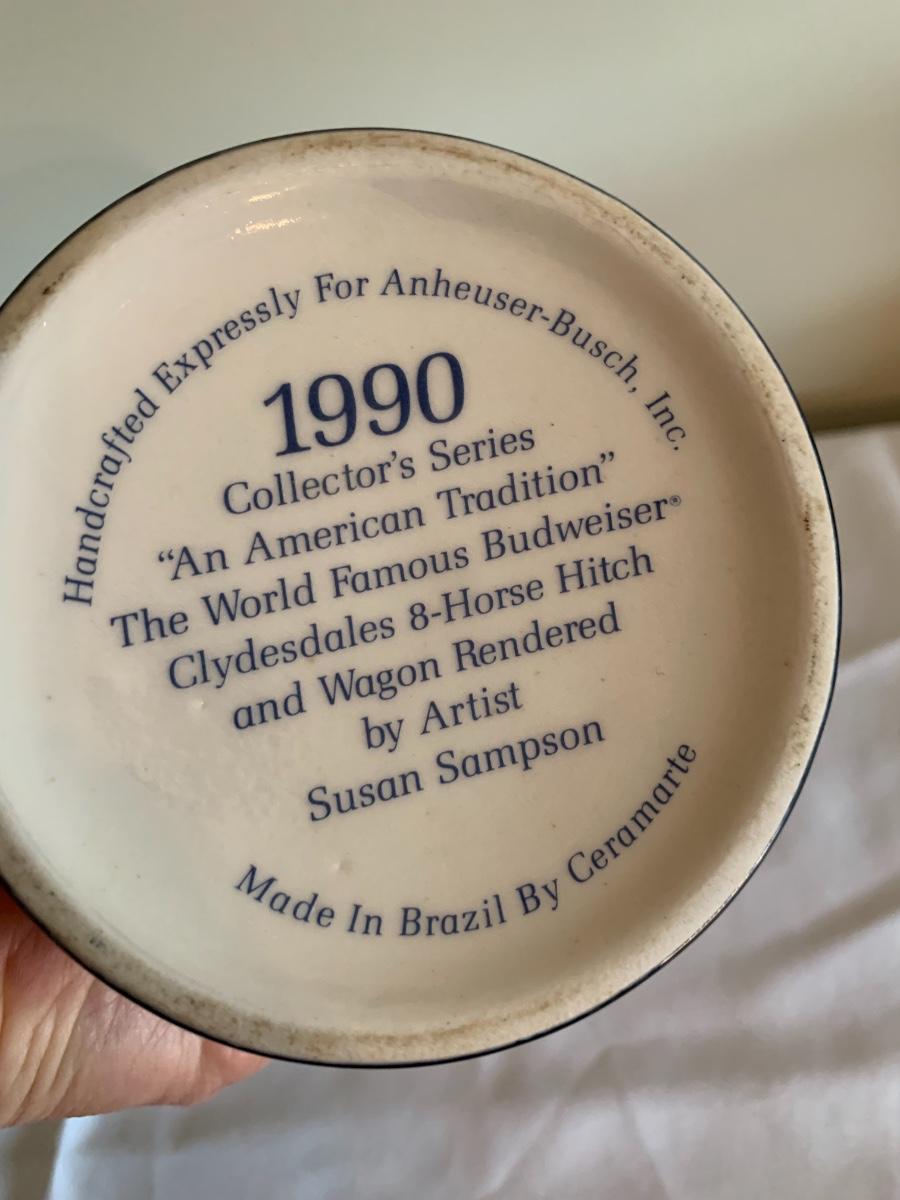 Handcrafted Expressly For Anheuser-Busch, Inc.
1990
Collector's Series
“An American Tradition”
The World Famous Budweiser®
Clydesdales 8-Horse Hitch
and Wagon Rendered
by Artist
Susan Sampson
Made In Brazil By Ceramarte